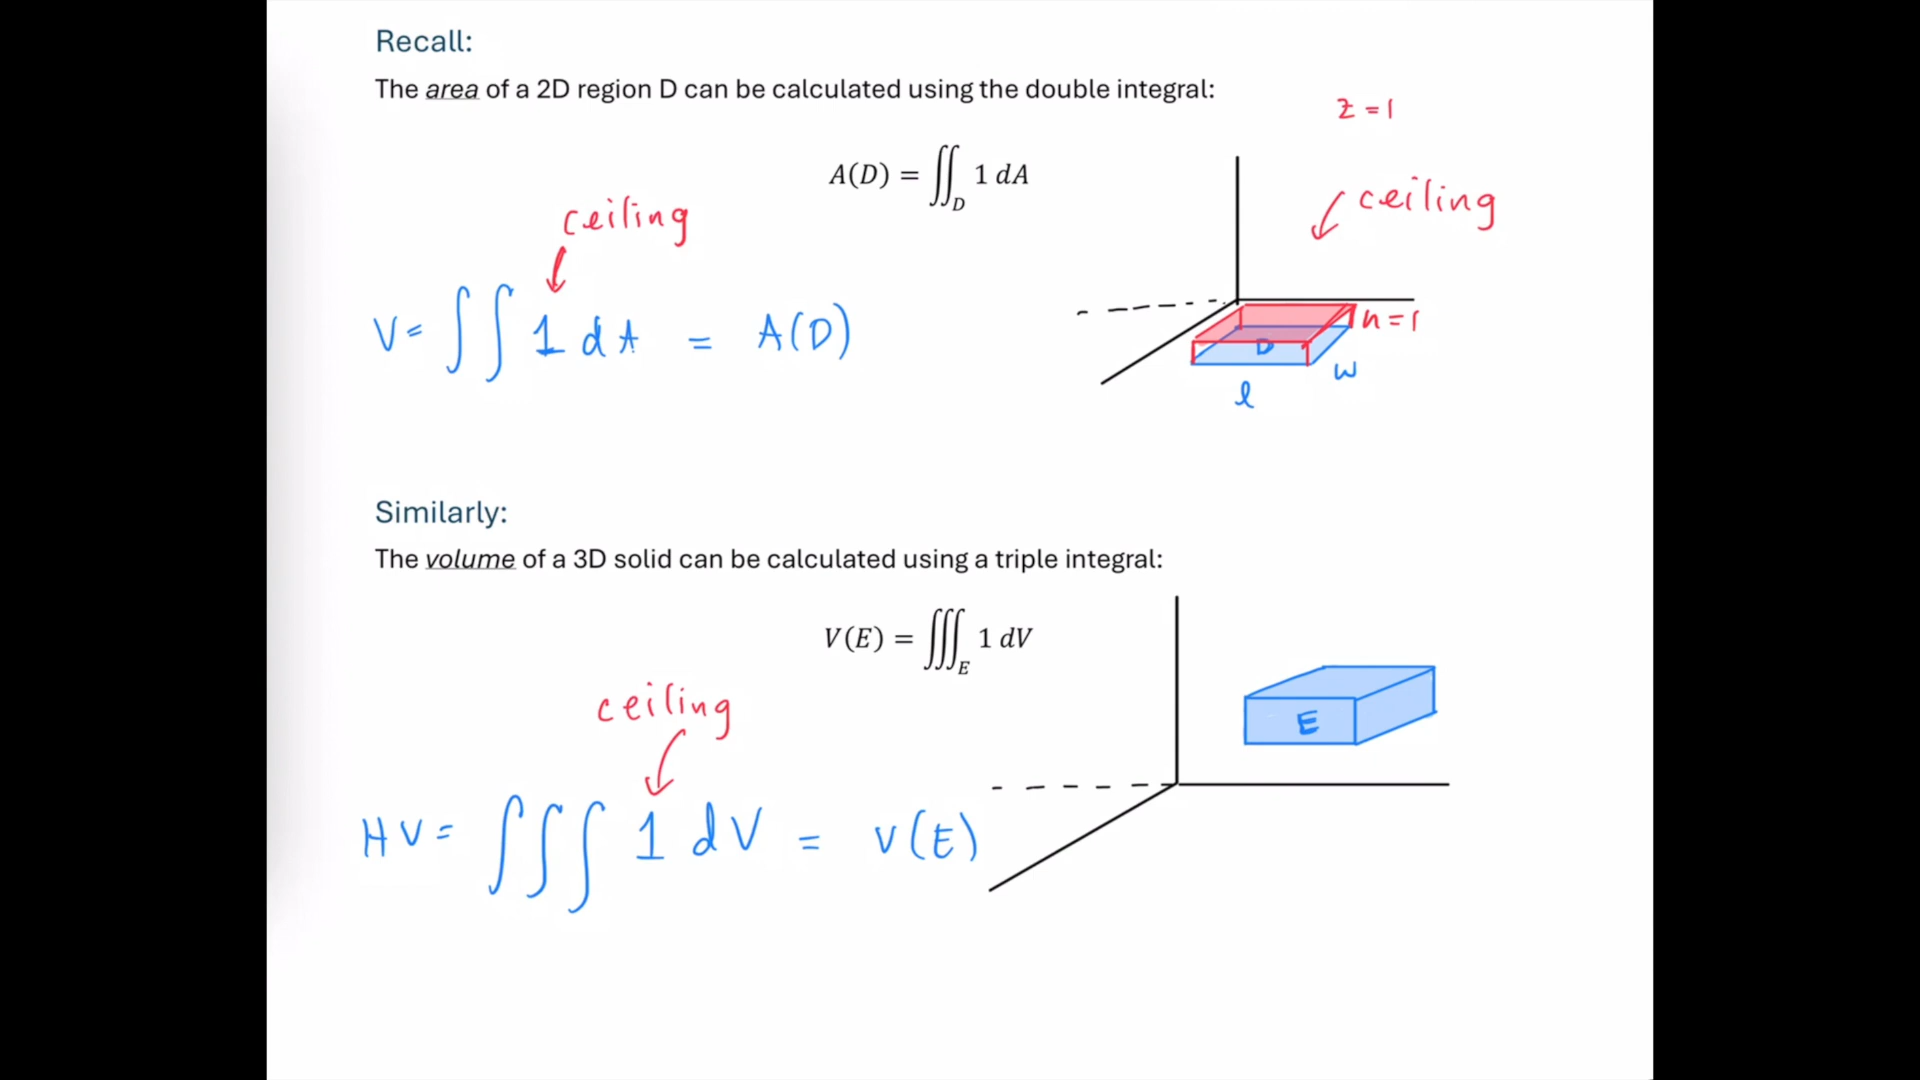 Recall:
The area of a 2D region D can be calculated using the double integral:
z = 1
A(D) = ∬_D 1 dA
ceiling
ceiling
V = ∫∫ 1 dA = A(D)
h = 1
D
w
l
Similarly:
The volume of a 3D solid can be calculated using a triple integral:
V(E) = ∭_E 1 dV
ceiling
E
HV = ∫∫∫ 1 dV = V(E)